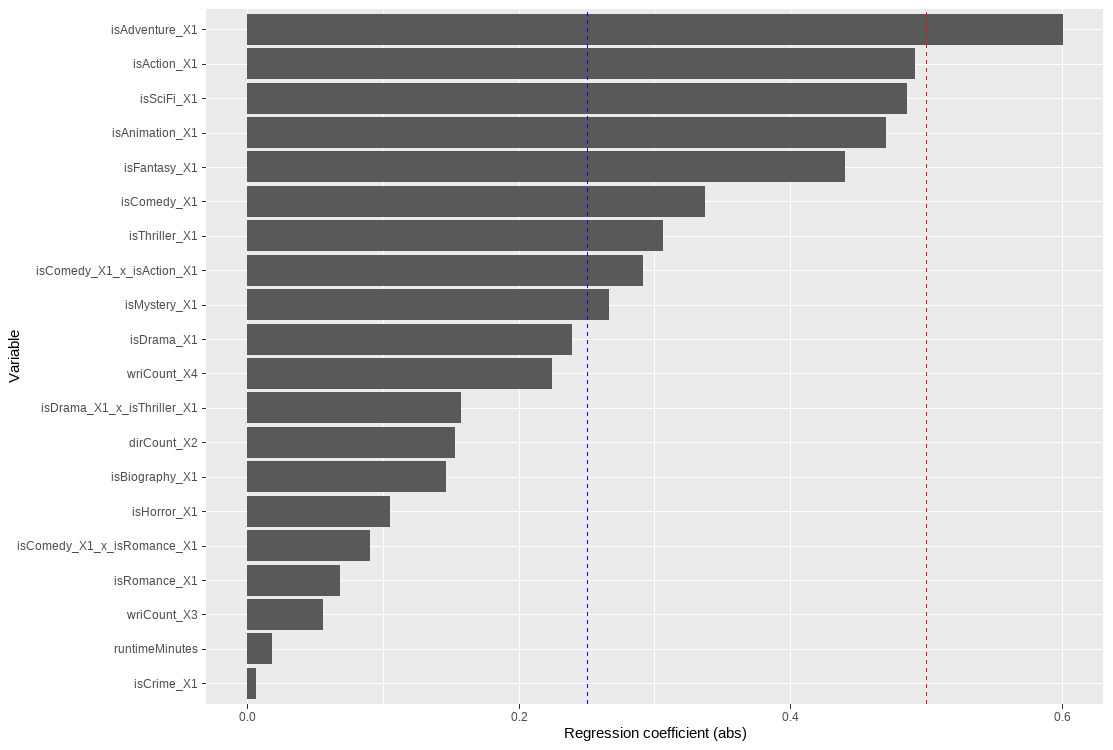 isAdventure_X1
isAction_X1
isSciFi_X1
isAnimation_X1
isFantasy_X1
isComedy_X1
isThriller_X1
isComedy_X1_x_isAction_X1
isMystery_X1
isDrama_X1
wriCount_X4
isDrama_X1_x_isThriller_X1
dirCount_X2
isBiography_X1
isHorror_X1
isComedy_X1_x_isRomance_X1
isRomance_X1
wriCount_X3
runtimeMinutes
isCrime_X1
Variable
0.0 0.2 0.4 0.6
Regression coefficient (abs)